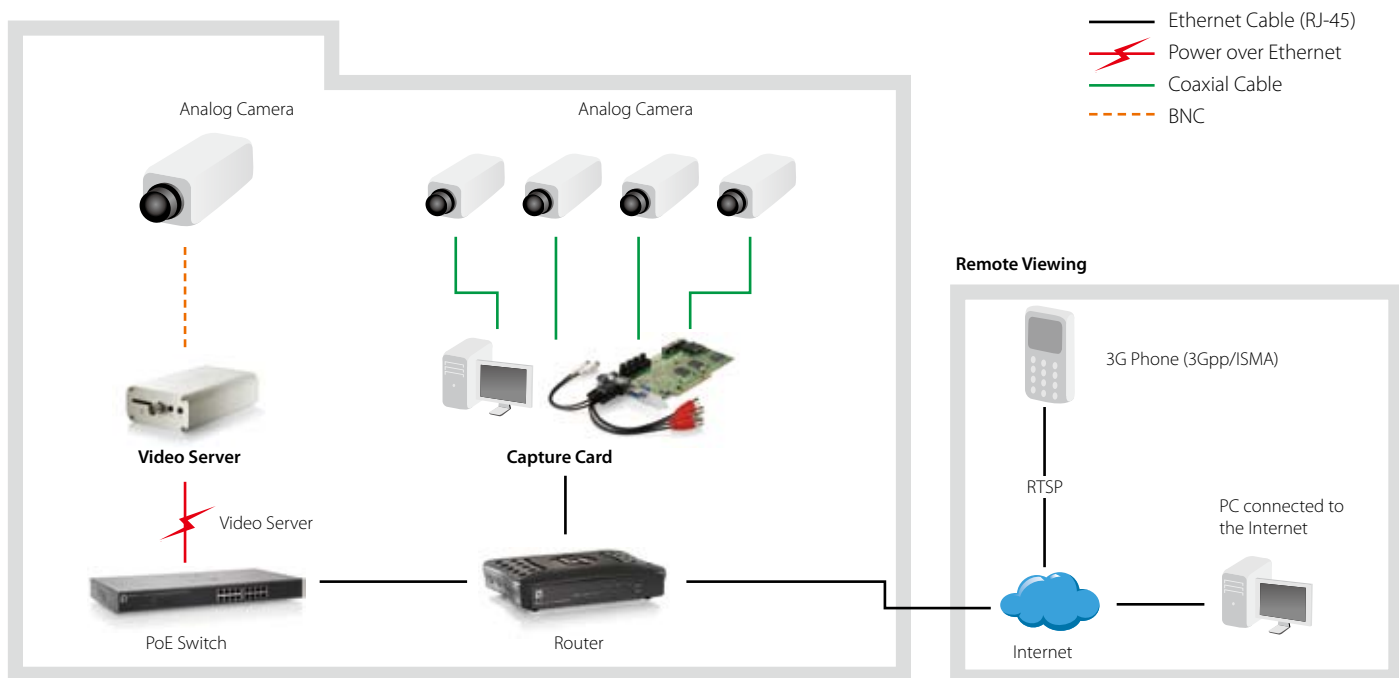 Ethernet Cable (RJ-45)
Power over Ethernet
Coaxial Cable
BNC
Analog Camera
Analog Camera
Remote Viewing
3G Phone (3Gpp/ISMA)
Video Server
Capture Card
RTSP
PC connected to
the Internet
Video Server
PoE Switch
Router
Internet